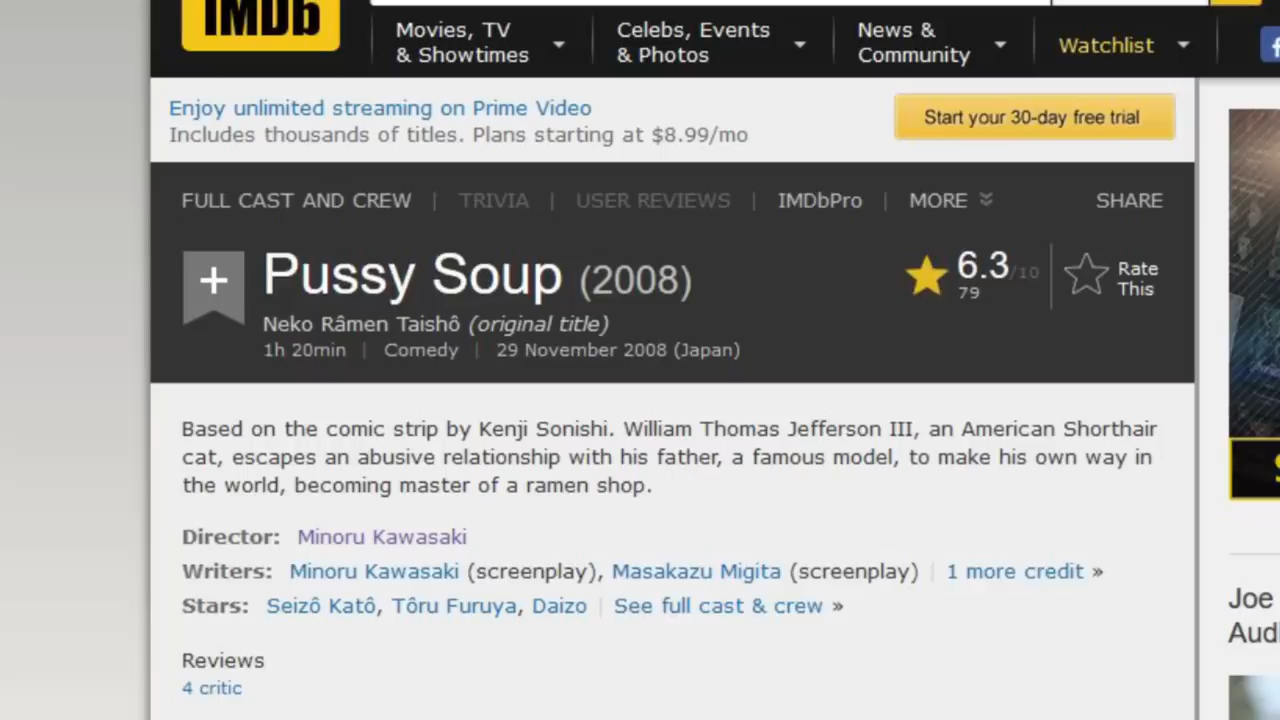 IMDb
Movies, TV & Showtimes
Celebs, Events & Photos
News & Community
Watchlist
Enjoy unlimited streaming on Prime Video
Includes thousands of titles. Plans starting at $8.99/mo
Start your 30-day free trial
FULL CAST AND CREW | TRIVIA | USER REVIEWS | IMDbPro | MORE
SHARE
+
Pussy Soup (2008)
6.3/10
79
Rate This
Neko Râmen Taishô (original title)
1h 20min | Comedy | 29 November 2008 (Japan)
Based on the comic strip by Kenji Sonishi. William Thomas Jefferson III, an American Shorthair
cat, escapes an abusive relationship with his father, a famous model, to make his own way in
the world, becoming master of a ramen shop.
Director: Minoru Kawasaki
Writers: Minoru Kawasaki (screenplay), Masakazu Migita (screenplay) | 1 more credit »
Stars: Seizô Katô, Tôru Furuya, Daizo | See full cast & crew »
Reviews
4 critic
Joe